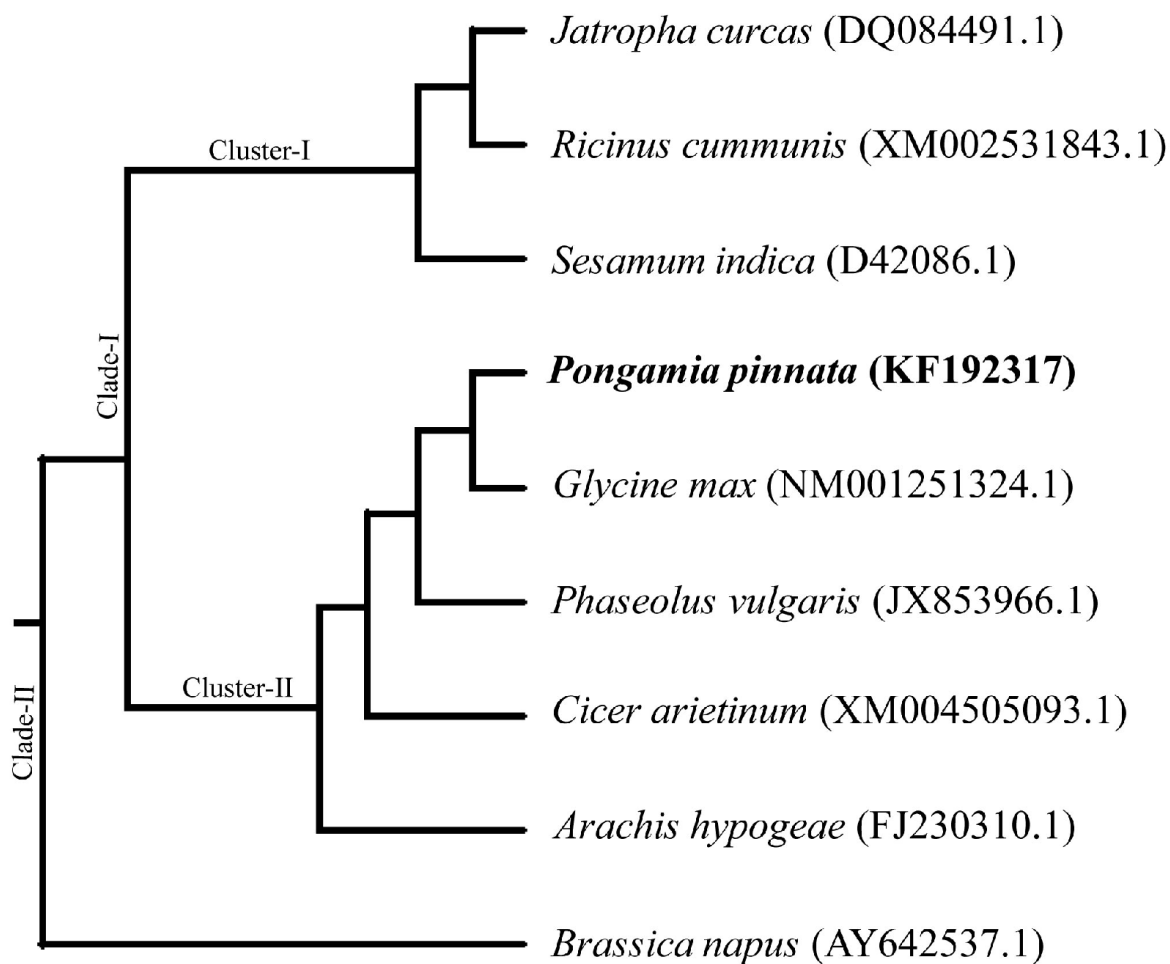 Jatropha curcas (DQ084491.1)
Ricinus cummunis (XM002531843.1)
Cluster-I
Sesamum indica (D42086.1)
Clade-I
Pongamia pinnata (KF192317)
Glycine max (NM001251324.1)
Phaseolus vulgaris (JX853966.1)
Cluster-II
Cicer arietinum (XM004505093.1)
Clade-II
Arachis hypogeae (FJ230310.1)
Brassica napus (AY642537.1)